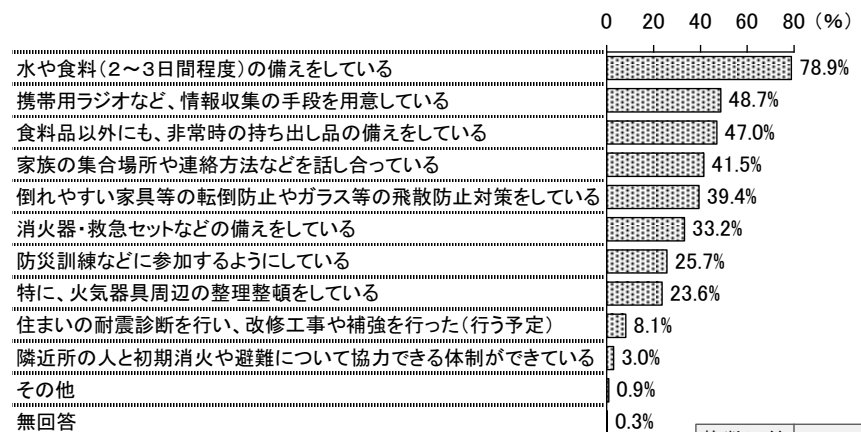 0 20 40 60 80 (%)
水や食料(2～3日間程度)の備えをしている 78.9%
携帯用ラジオなど、情報収集の手段を用意している 48.7%
食料品以外にも、非常時の持ち出し品の備えをしている 47.0%
家族の集合場所や連絡方法などを話し合っている 41.5%
倒れやすい家具等の転倒防止やガラス等の飛散防止対策をしている 39.4%
消火器・救急セットなどの備えをしている 33.2%
防災訓練などに参加するようにしている 25.7%
特に、火気器具周辺の整理整頓をしている 23.6%
住まいの耐震診断を行い、改修工事や補強を行った(行う予定) 8.1%
隣近所の人と初期消火や避難について協力できる体制ができている 3.0%
その他 0.9%
無回答 0.3%